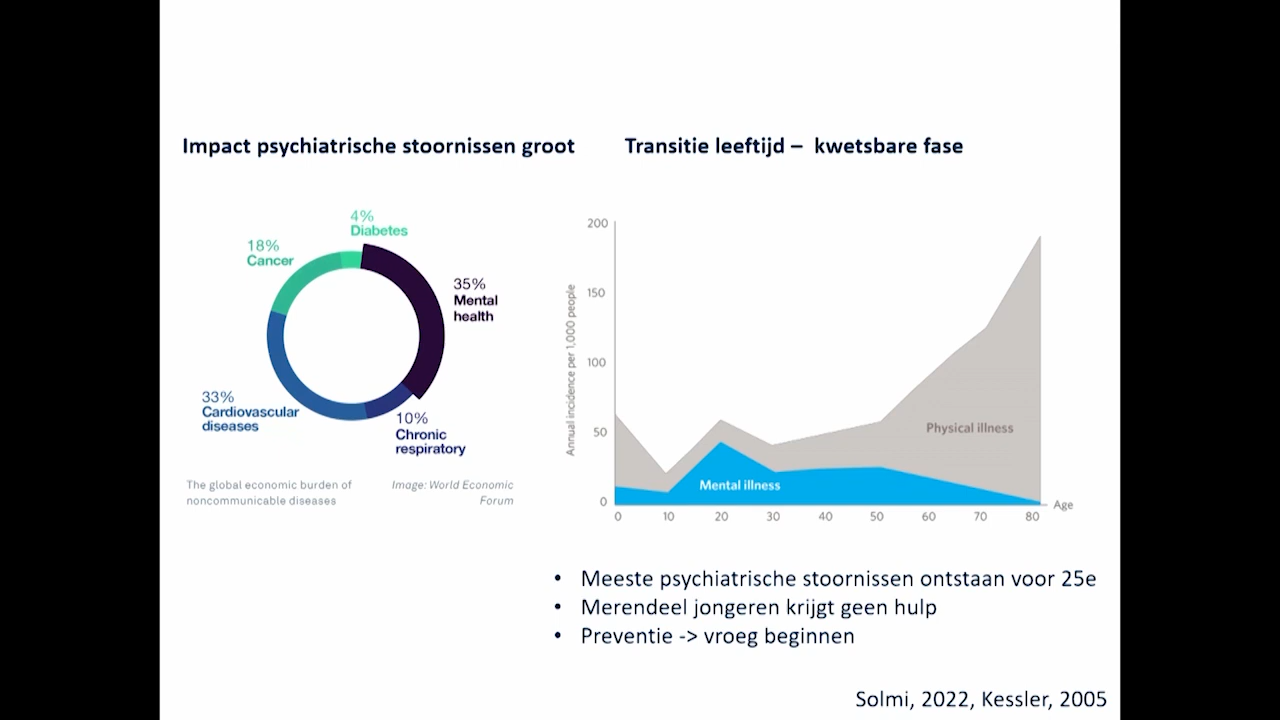 Impact psychiatrische stoornissen groot
Transitie leeftijd – kwetsbare fase
4%
Diabetes
18%
Cancer
35%
Mental
health
33%
Cardiovascular
diseases
10%
Chronic
respiratory
The global economic burden of
noncommunicable diseases
Image: World Economic
Forum
Annual incidence per 1,000 people
200
150
100
50
0
Physical illness
Mental illness
0 10 20 30 40 50 60 70 80
Age
• Meeste psychiatrische stoornissen ontstaan voor 25e
• Merendeel jongeren krijgt geen hulp
• Preventie -> vroeg beginnen
Solmi, 2022, Kessler, 2005